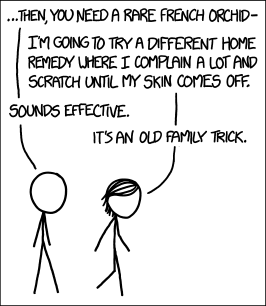 ...THEN, YOU NEED A RARE FRENCH ORCHID-
I'M GOING TO TRY A DIFFERENT HOME
REMEDY WHERE I COMPLAIN A LOT AND
SCRATCH UNTIL MY SKIN COMES OFF.
SOUNDS EFFECTIVE.
IT'S AN OLD FAMILY TRICK.